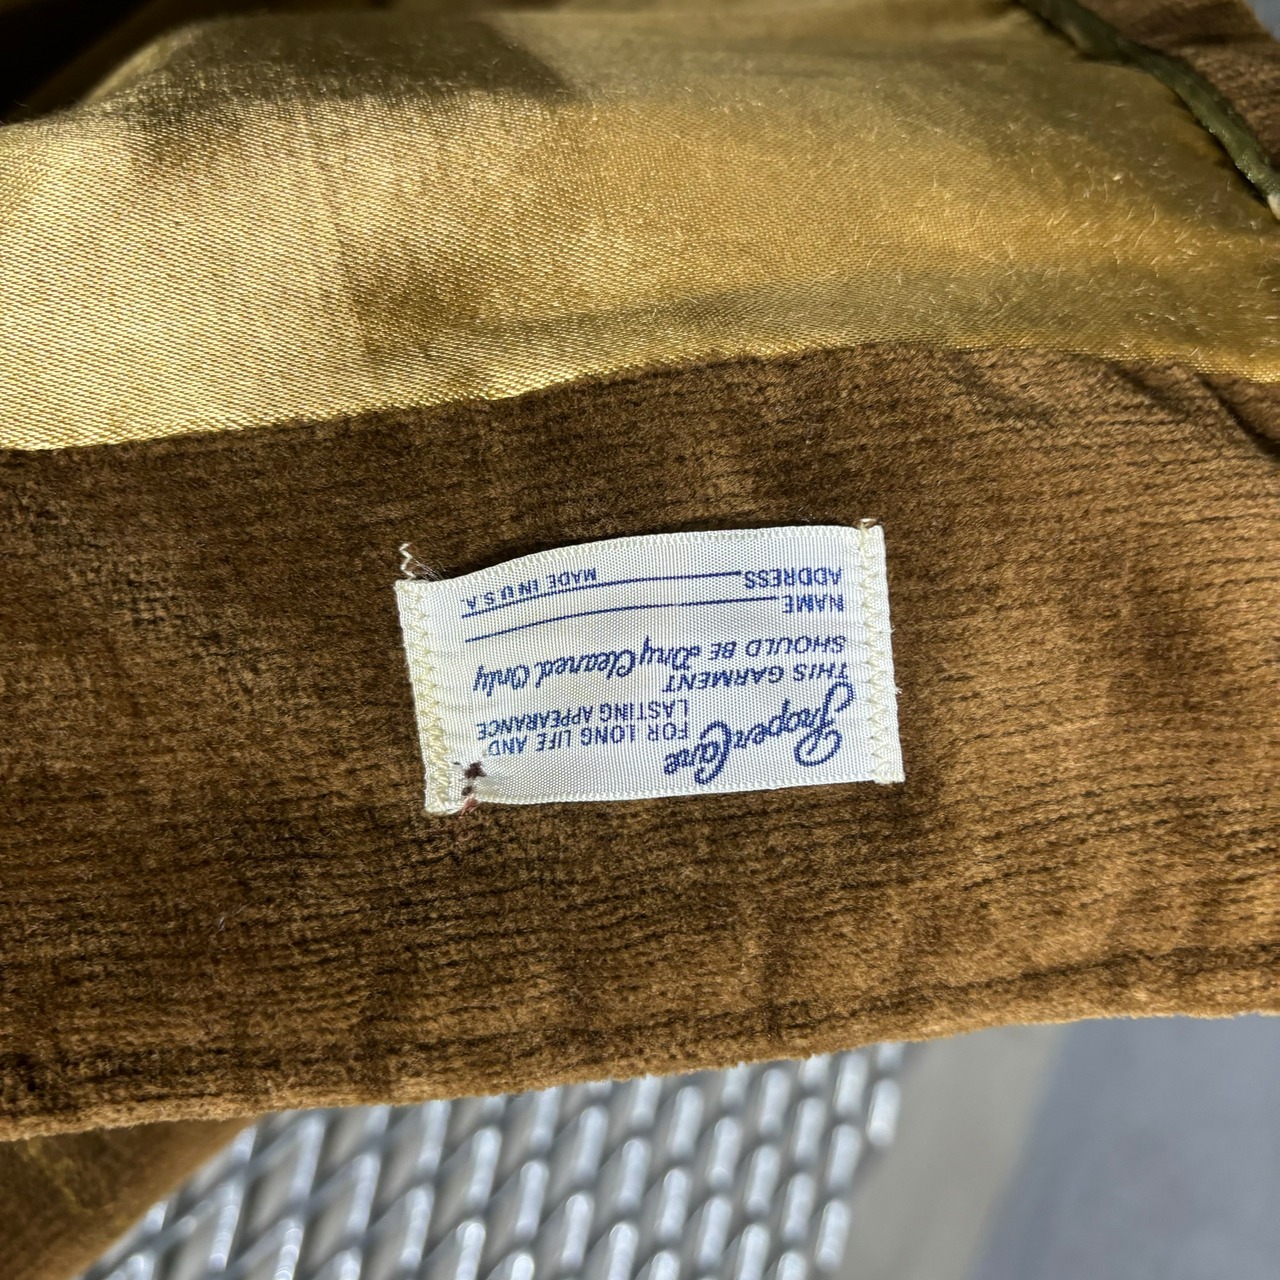 Proper Care FOR LONG LIFE AND
LASTING APPEARANCE
THIS GARMENT
SHOULD BE Dry Cleaned Only
NAME
ADDRESS MADE IN U S A